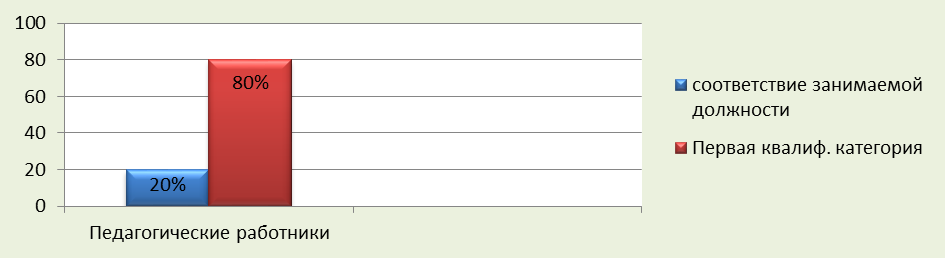 100
80
60
40
20
0
80%
20%
Педагогические работники
соответствие занимаемой
должности
Первая квалиф. категория